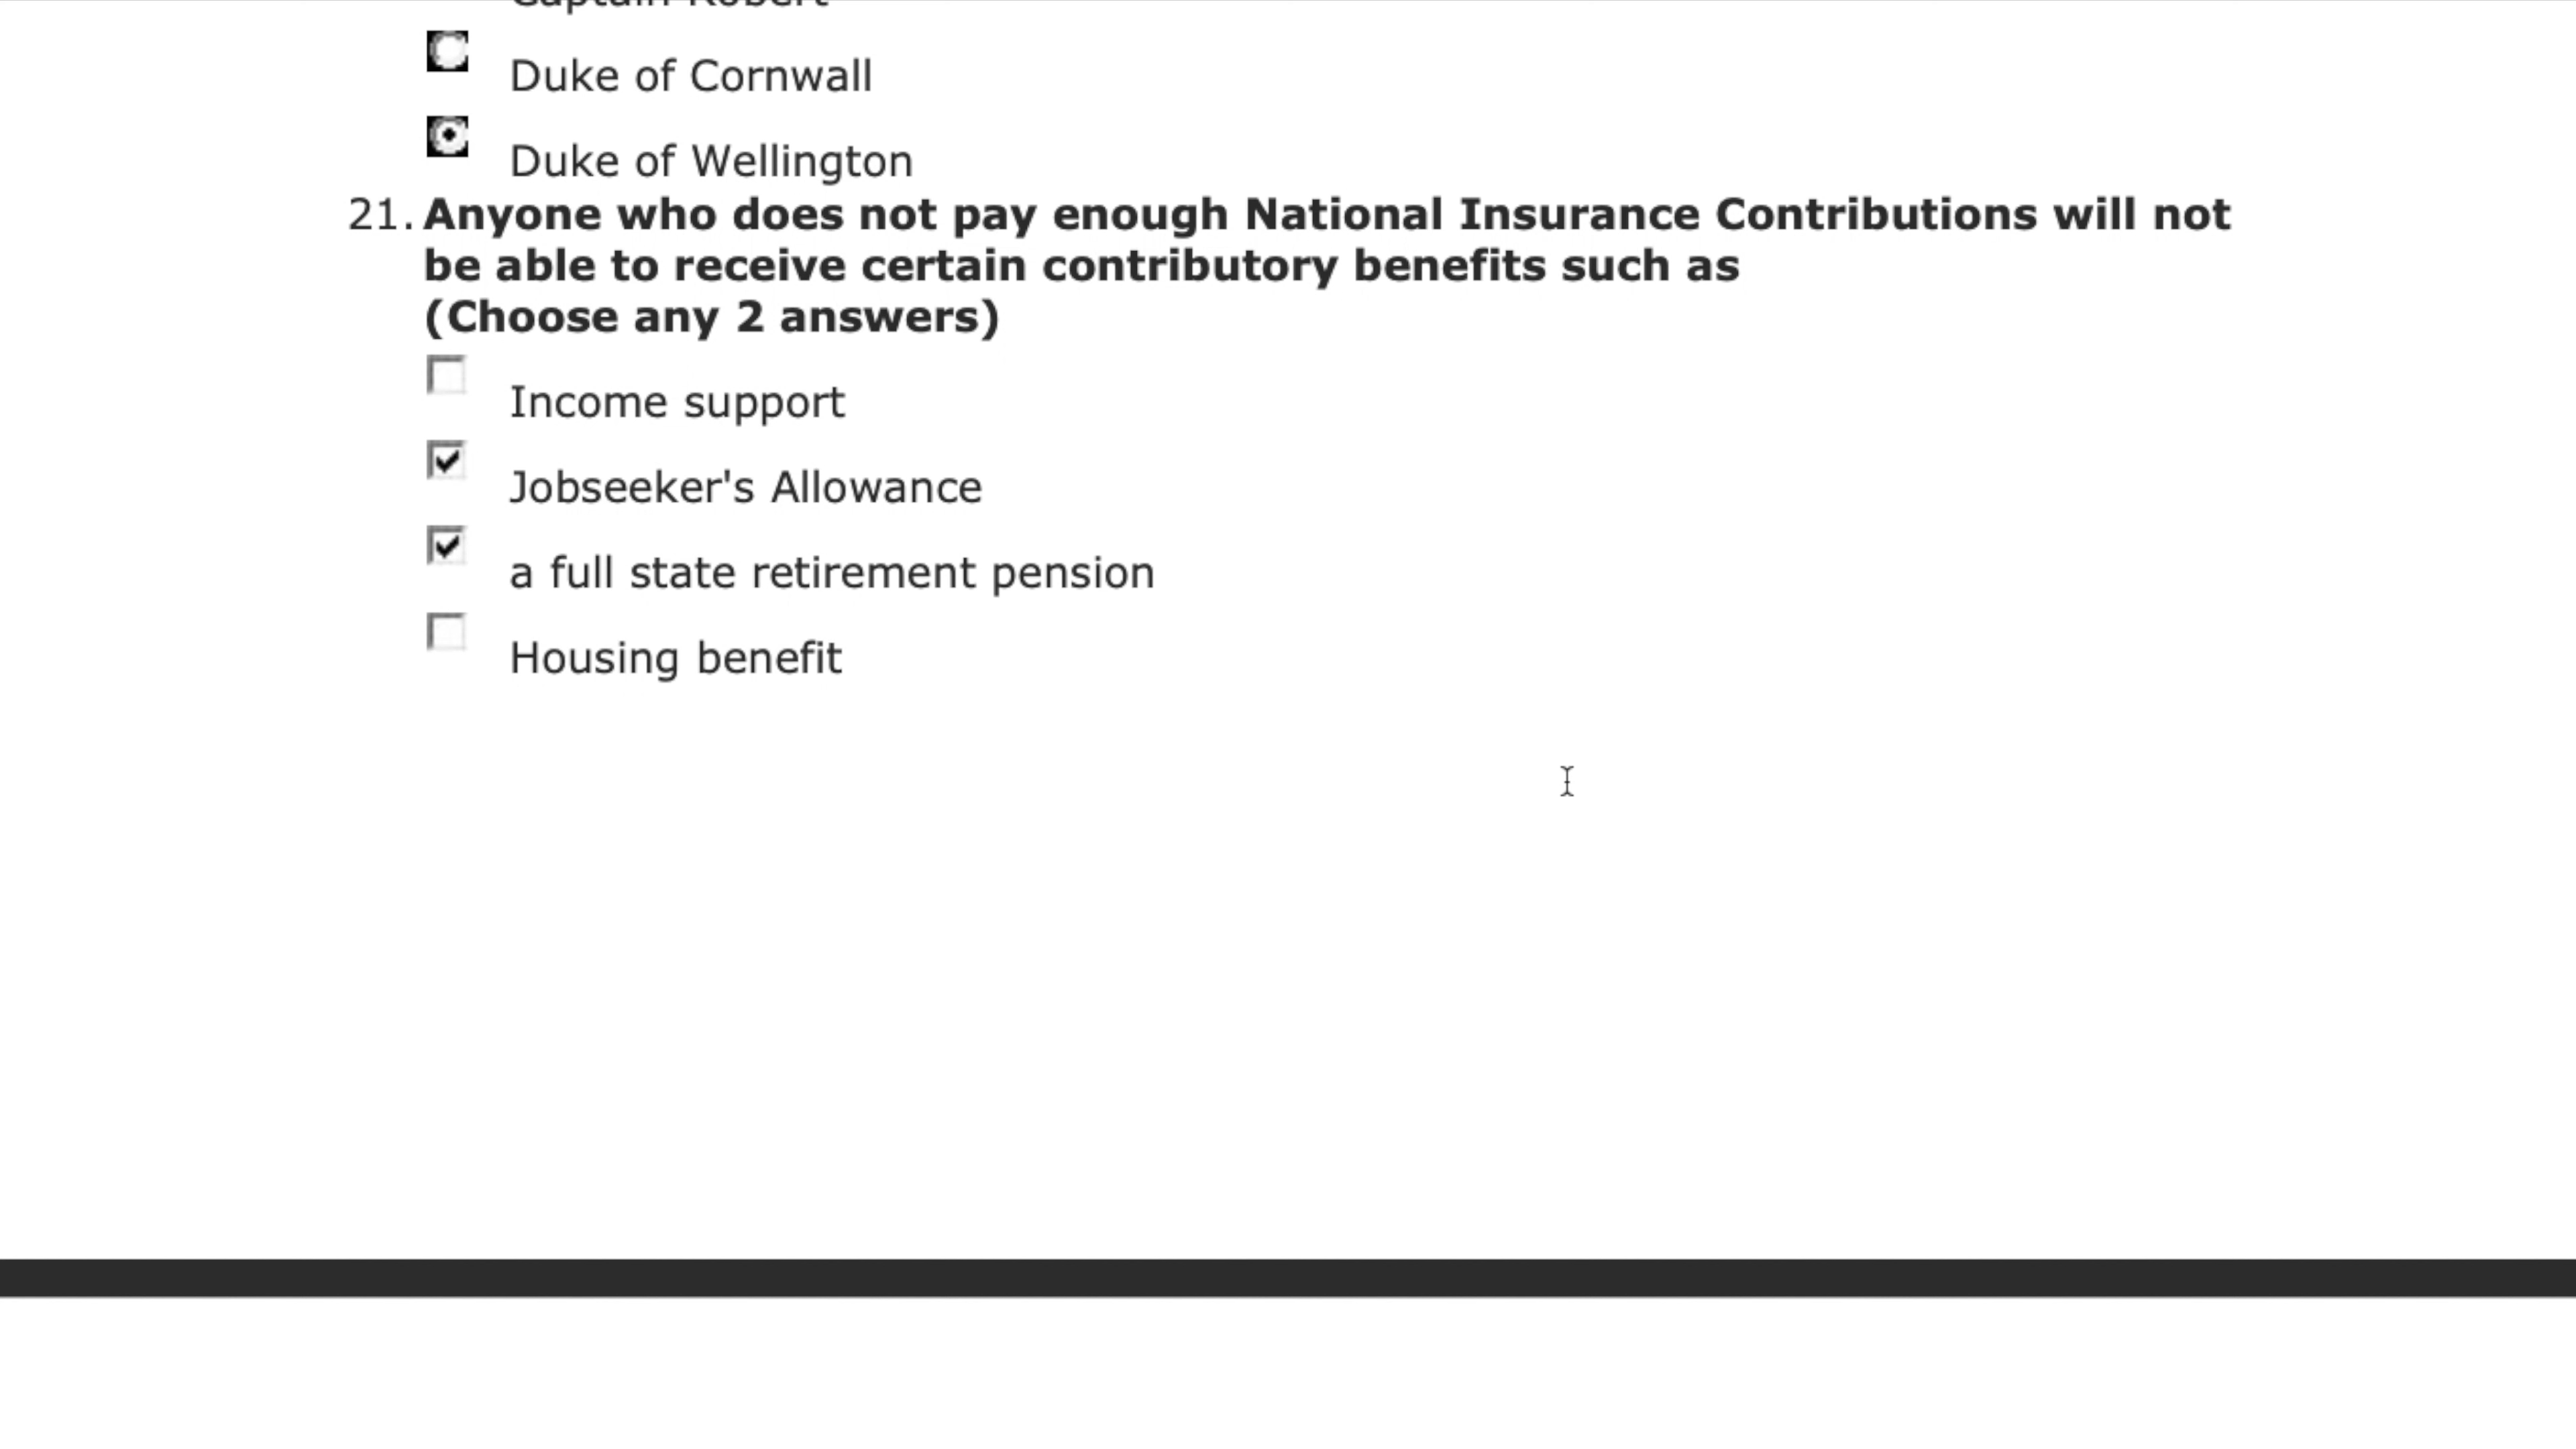 Captain Robert
Duke of Cornwall
Duke of Wellington
21. Anyone who does not pay enough National Insurance Contributions will not
be able to receive certain contributory benefits such as
(Choose any 2 answers)
Income support
Jobseeker's Allowance
a full state retirement pension
Housing benefit